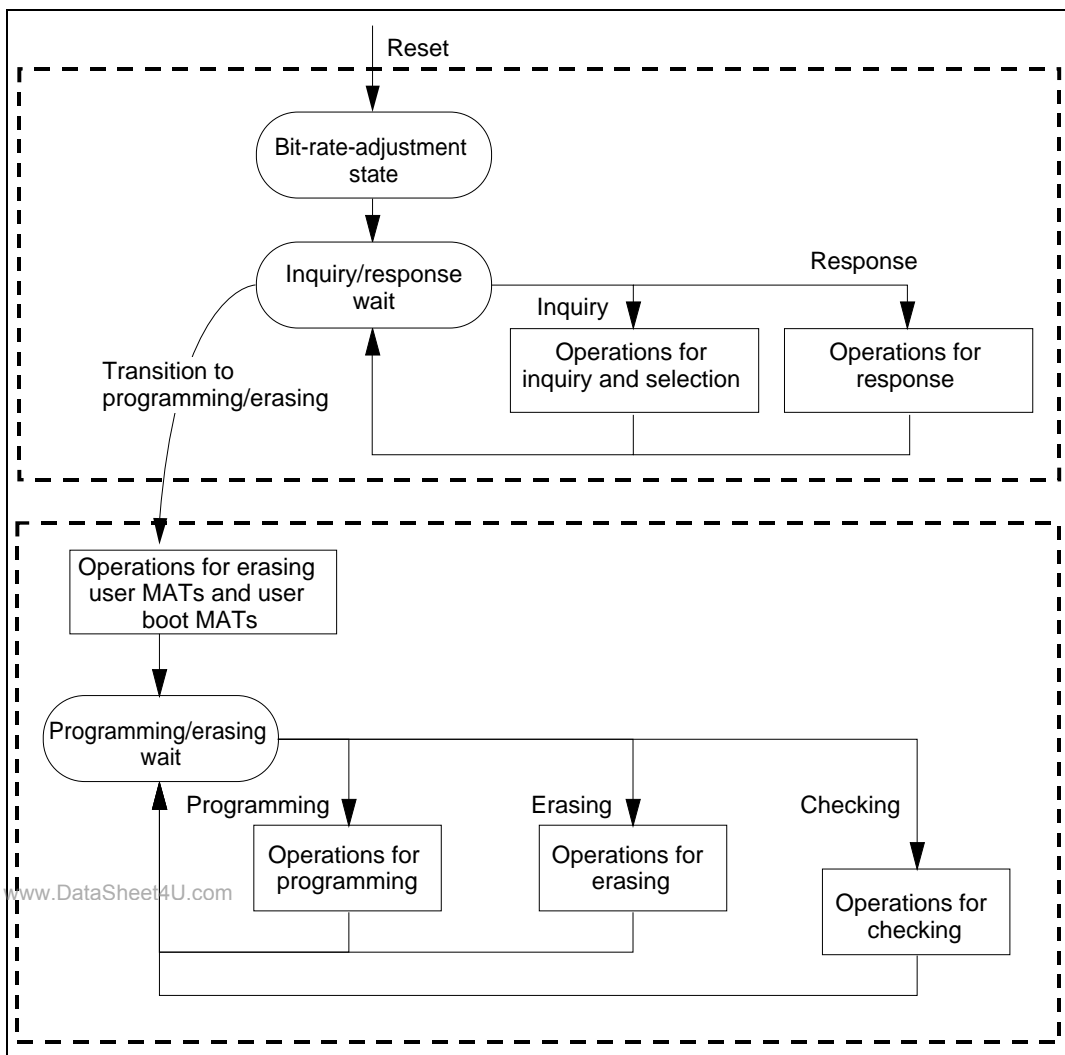 Reset
Bit-rate-adjustment
state
Inquiry/response
wait
Response
Inquiry
Operations for
inquiry and selection
Operations for
response
Transition to
programming/erasing
Operations for erasing
user MATs and user
boot MATs
Programming/erasing
wait
Programming
Erasing
Checking
Operations for
programming
Operations for
erasing
Operations for
checking
www.DataSheet4U.com